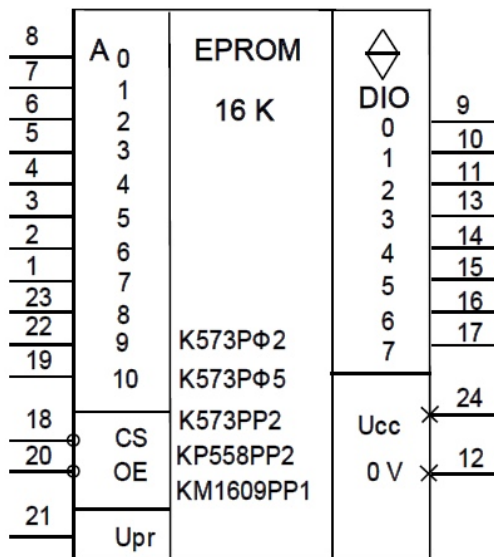 8 A 0 EPROM
7 1 16 K DIO
6 2 0 9
5 3 1 10
4 4 2 11
3 5 3 13
2 6 4 14
1 7 5 15
23 8 6 16
22 9 K573РФ2 7 17
19 10 K573РФ5
18 CS K573РР2 Ucc 24
20 OE KP558PP2 0 V 12
KM1609PP1
21 Upr